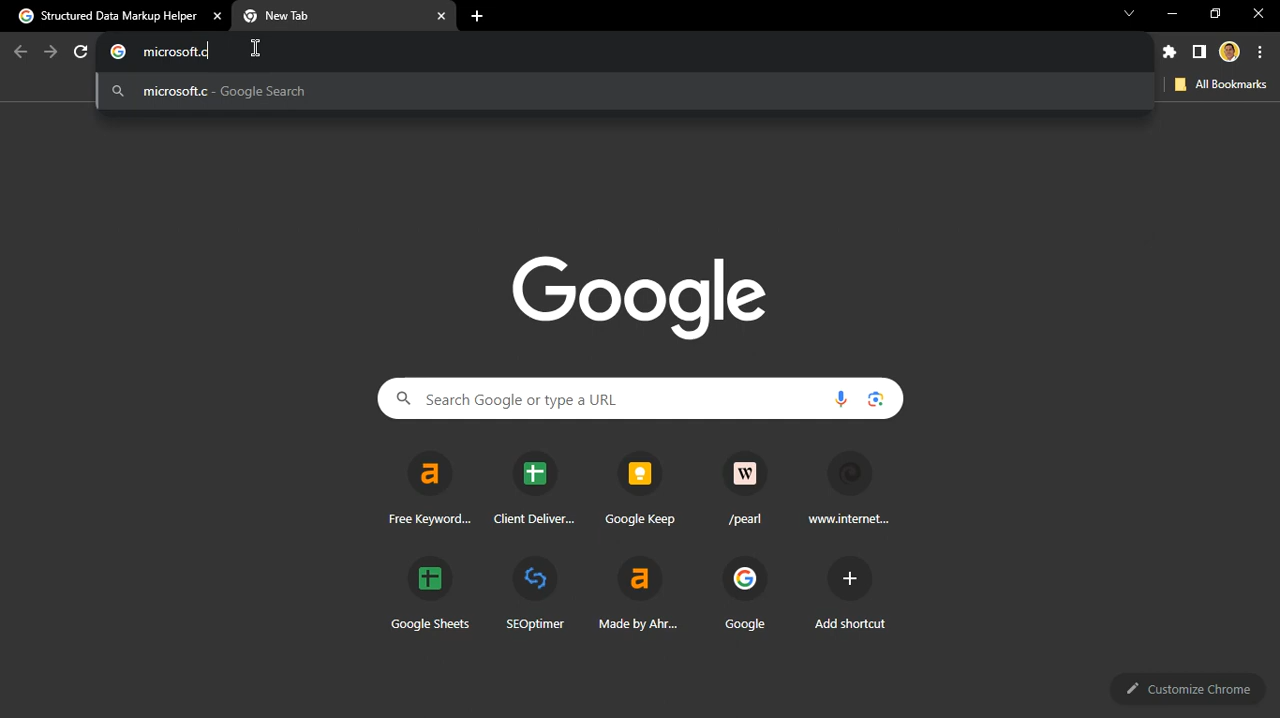 Structured Data Markup Helper
New Tab
microsoft.c
microsoft.c - Google Search
All Bookmarks
Google
Search Google or type a URL
Free Keyword...
Client Deliver...
Google Keep
/pearl
www.internet...
Google Sheets
SEOptimer
Made by Ahr...
Google
Add shortcut
Customize Chrome